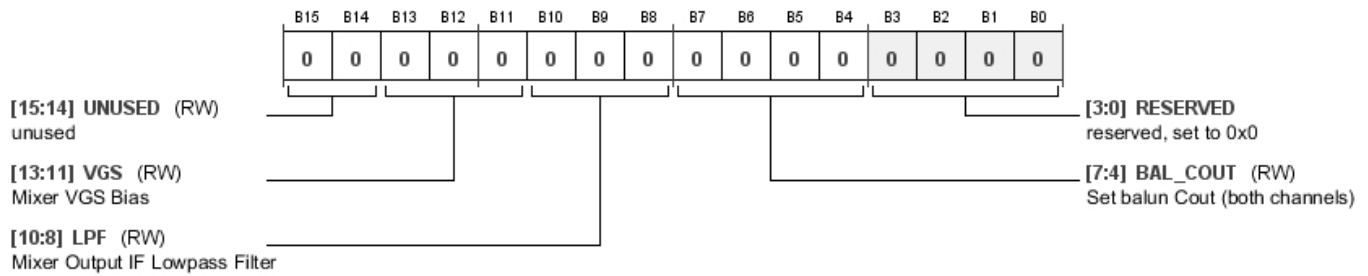 B15 B14 B13 B12 B11 B10 B9 B8 B7 B6 B5 B4 B3 B2 B1 B0
0 0 0 0 0 0 0 0 0 0 0 0 0 0 0 0
[15:14] UNUSED (RW)
unused
[3:0] RESERVED
reserved, set to 0x0
[13:11] VGS (RW)
Mixer VGS Bias
[7:4] BAL_COUT (RW)
Set balun Cout (both channels)
[10:8] LPF (RW)
Mixer Output IF Lowpass Filter